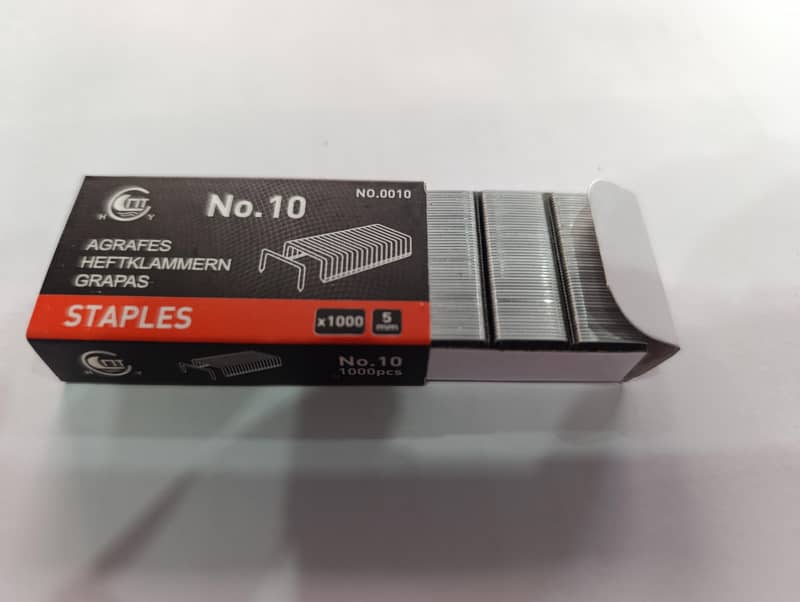 No.10
NO.0010
H Y
AGRAFES
HEFTKLAMMERN
GRAPAS
STAPLES
x1000
5
mm
H Y
No.10
1000pcs